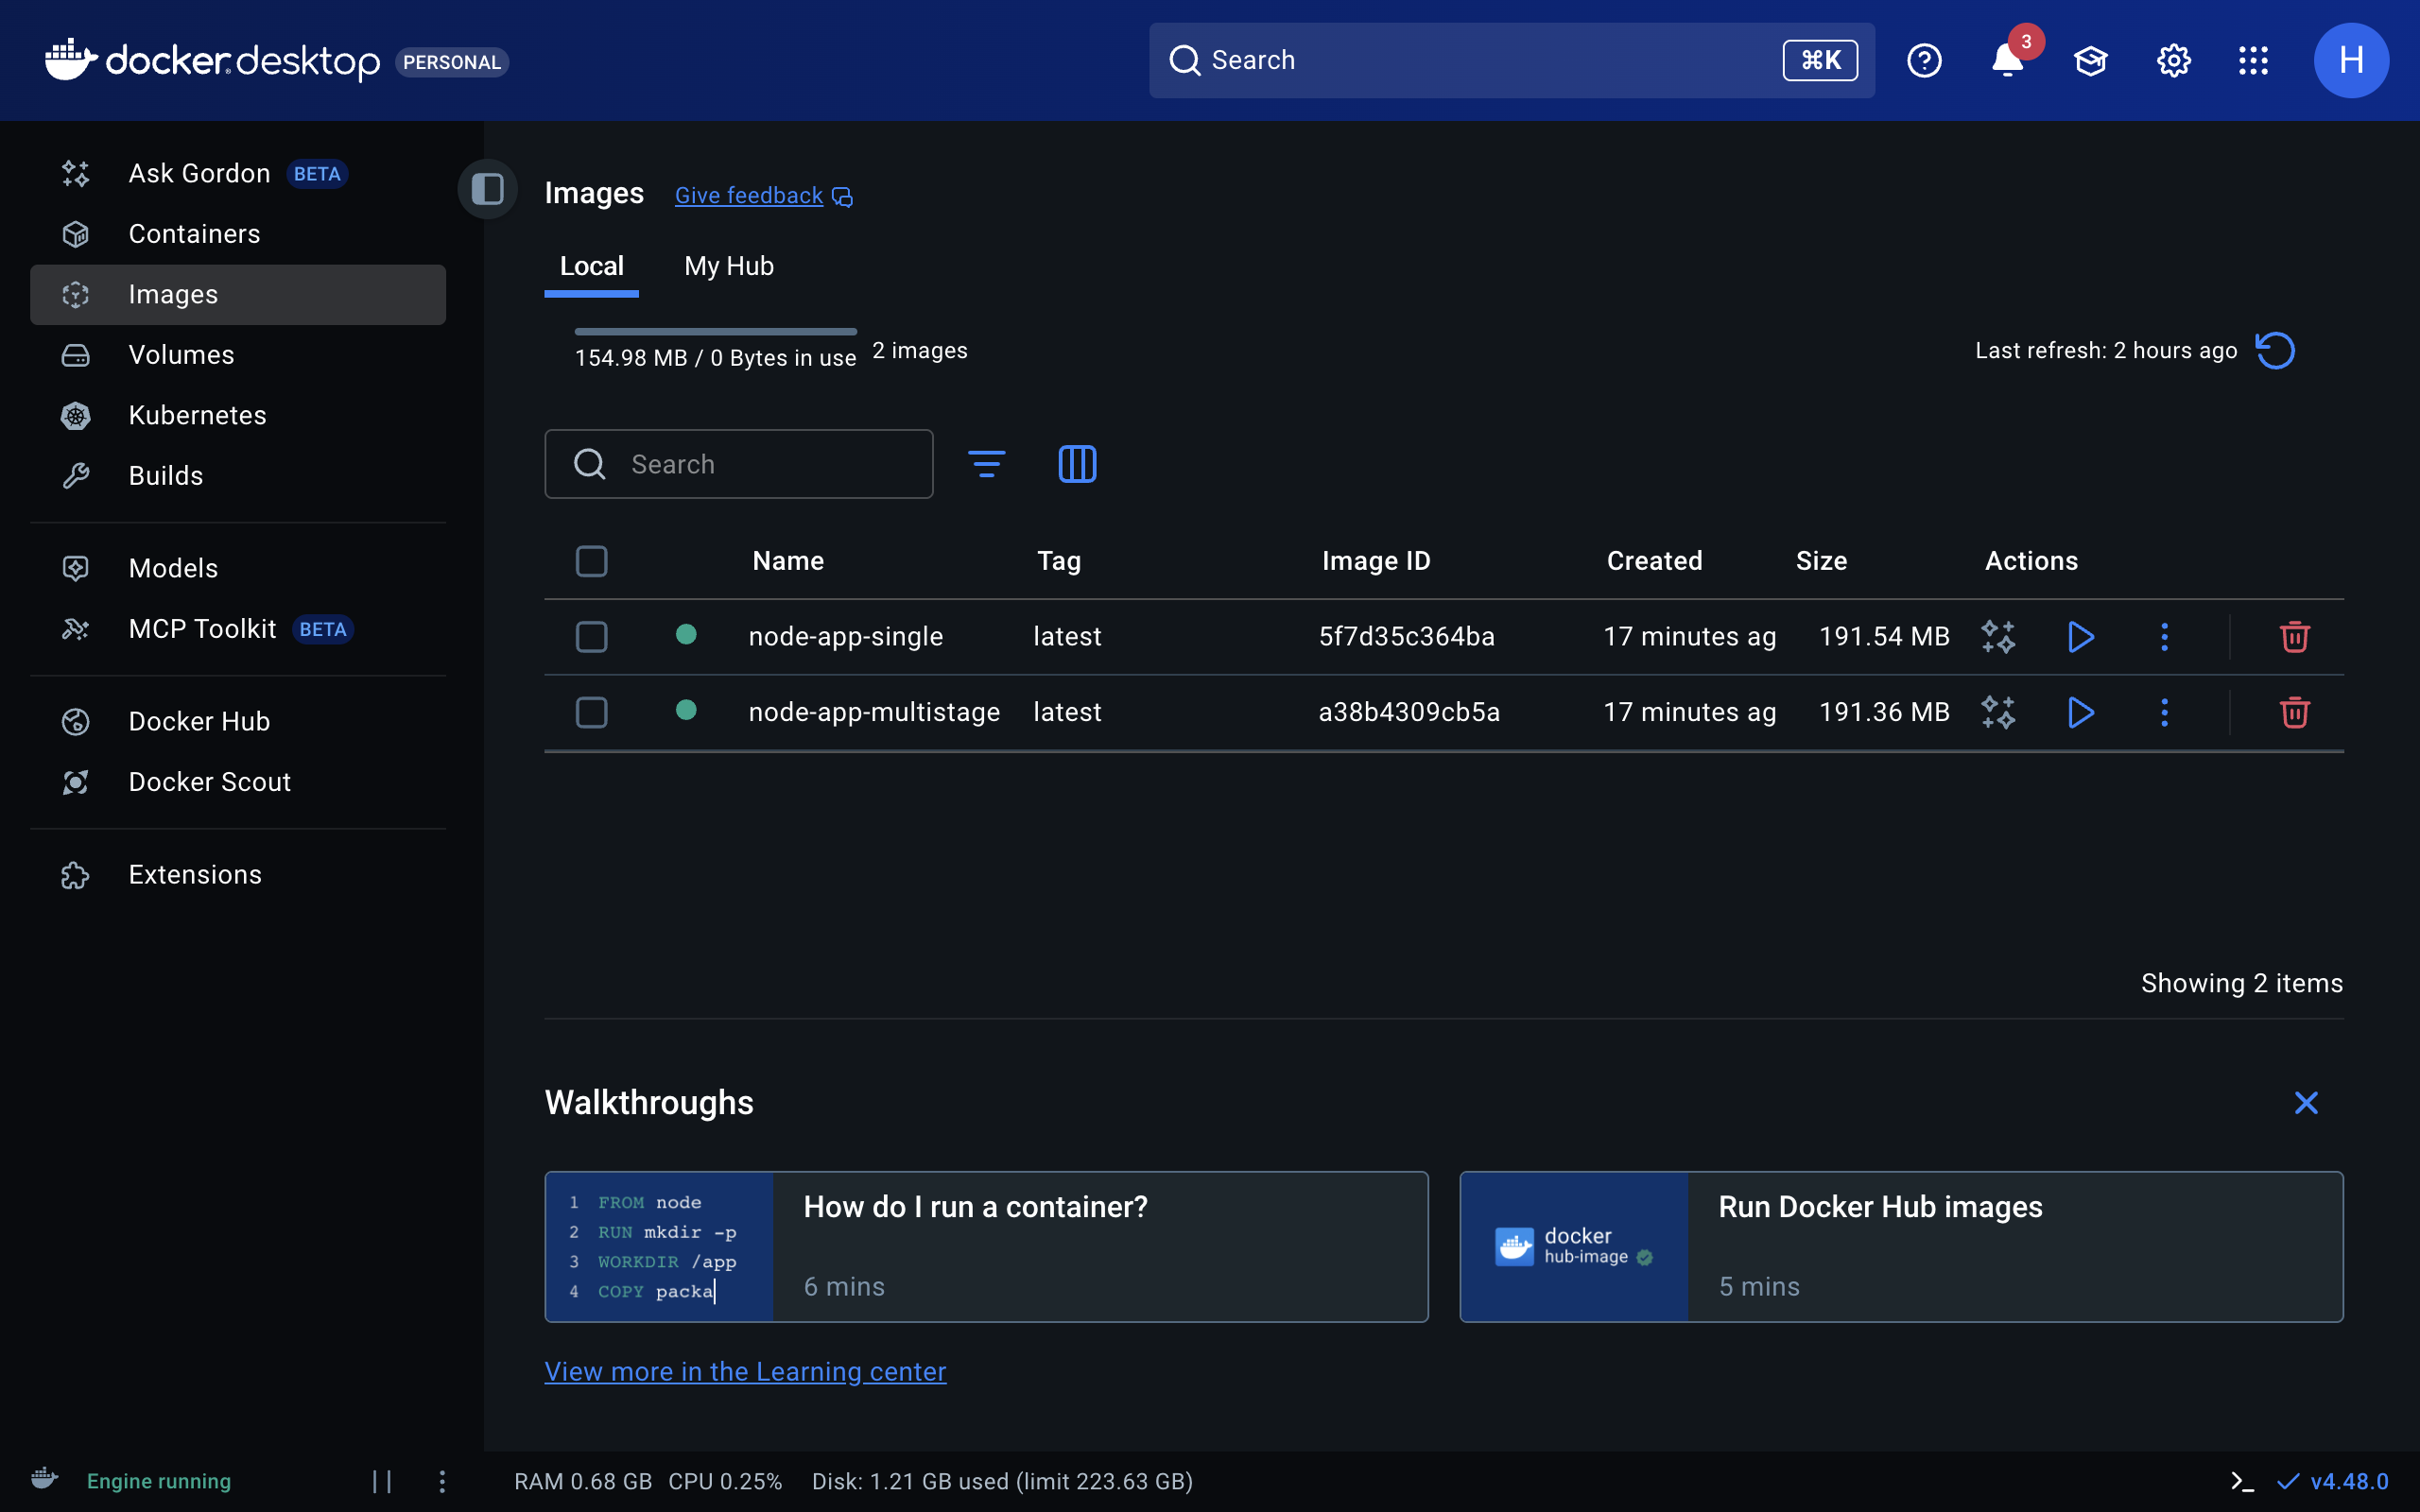 docker desktop PERSONAL
Search ⌘K 3 H
Ask Gordon BETA
Containers
Images
Volumes
Kubernetes
Builds
Models
MCP Toolkit BETA
Docker Hub
Docker Scout
Extensions
Images Give feedback
Local My Hub
154.98 MB / 0 Bytes in use 2 images
Last refresh: 2 hours ago
Search
Name Tag Image ID Created Size Actions
node-app-single latest 5f7d35c364ba 17 minutes ag 191.54 MB
node-app-multistage latest a38b4309cb5a 17 minutes ag 191.36 MB
Showing 2 items
Walkthroughs
1 FROM node
2 RUN mkdir -p
3 WORKDIR /app
4 COPY packa
How do I run a container?
6 mins
docker
hub-image
Run Docker Hub images
5 mins
View more in the Learning center
Engine running
RAM 0.68 GB CPU 0.25% Disk: 1.21 GB used (limit 223.63 GB)
v4.48.0